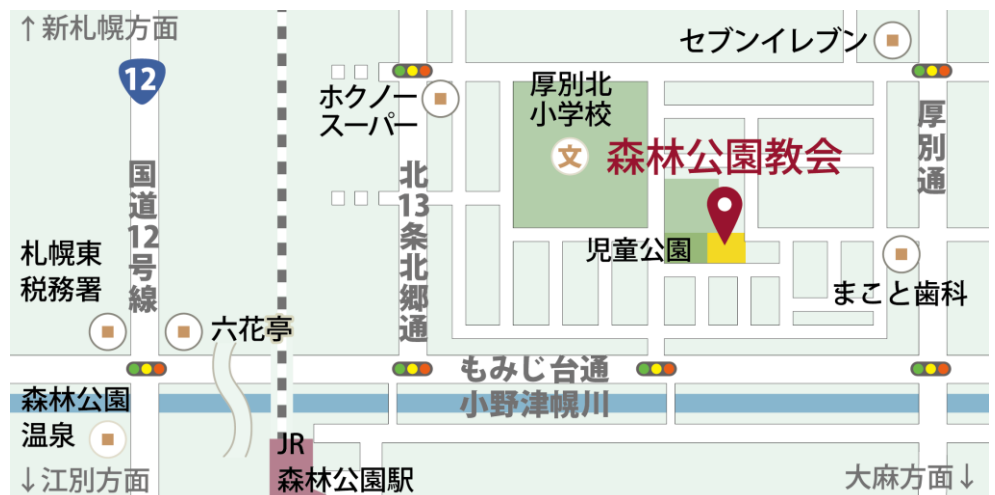 ↑新札幌方面
セブンイレブン
12
厚別北
小学校
ホクノー
スーパー
文
森林公園教会
厚別通
国道12号線
北13条北郷通
札幌東
税務署
児童公園
まこと歯科
六花亭
もみじ台通
小野津幌川
森林公園
温泉
JR
森林公園駅
↓江別方面
大麻方面↓